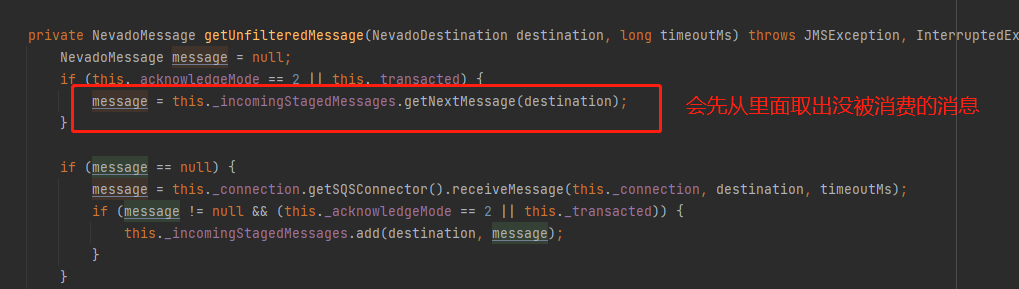 private NevadoMessage getUnfilteredMessage(NevadoDestination destination, long timeoutMs) throws JMSException, InterruptedEx
NevadoMessage message = null;
if (this._acknowledgeMode == 2 || this._transacted) {
message = this._incomingStagedMessages.getNextMessage(destination);
会先从里面取出没被消费的消息
}
if (message == null) {
message = this._connection.getSQSConnector().receiveMessage(this._connection, destination, timeoutMs);
if (message != null && (this._acknowledgeMode == 2 || this._transacted)) {
this._incomingStagedMessages.add(destination, message);
}
}